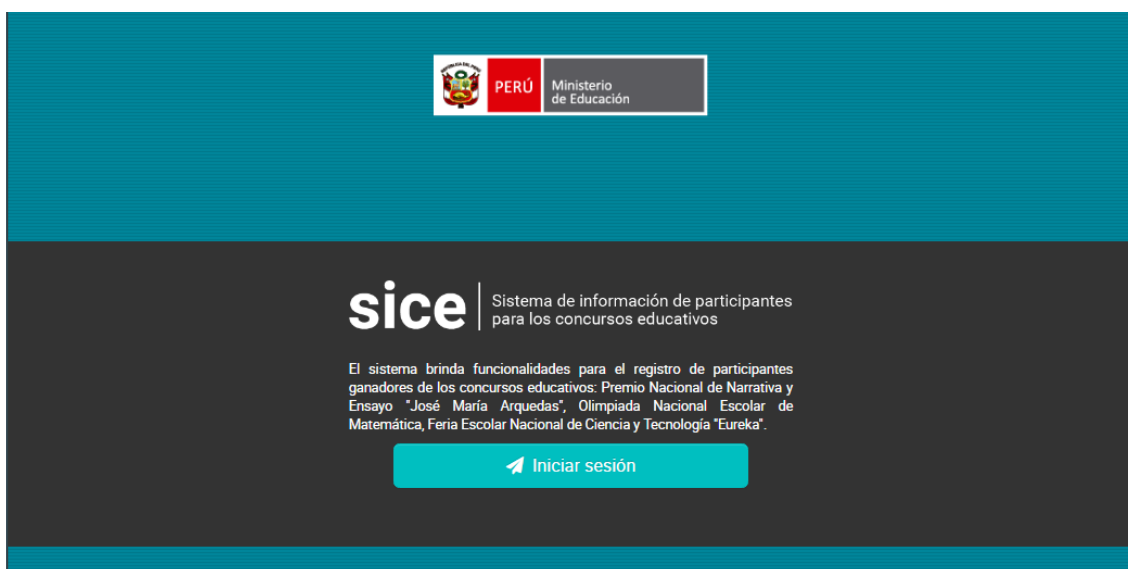 PERÚ
Ministerio
de Educación
sice
Sistema de información de participantes
para los concursos educativos
El sistema brinda funcionalidades para el registro de participantes
ganadores de los concursos educativos: Premio Nacional de Narrativa y
Ensayo "José María Arquedas", Olimpiada Nacional Escolar de
Matemática, Feria Escolar Nacional de Ciencia y Tecnología "Eureka".
Iniciar sesión